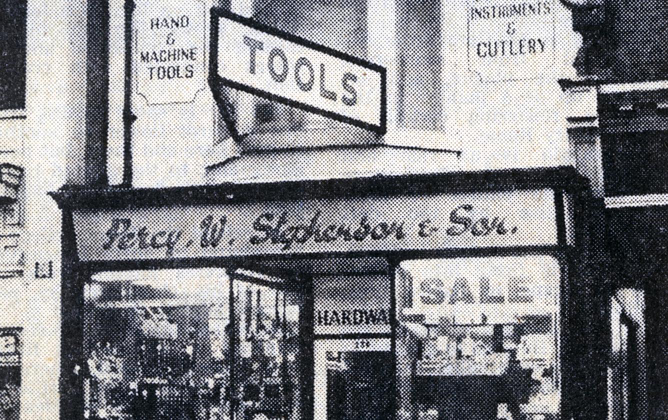 HAND
&
MACHINE
TOOLS
TOOLS
INSTRUMENTS
&
CUTLERY
Percy. W. Stephenson & Son.
SALE
HARDWA